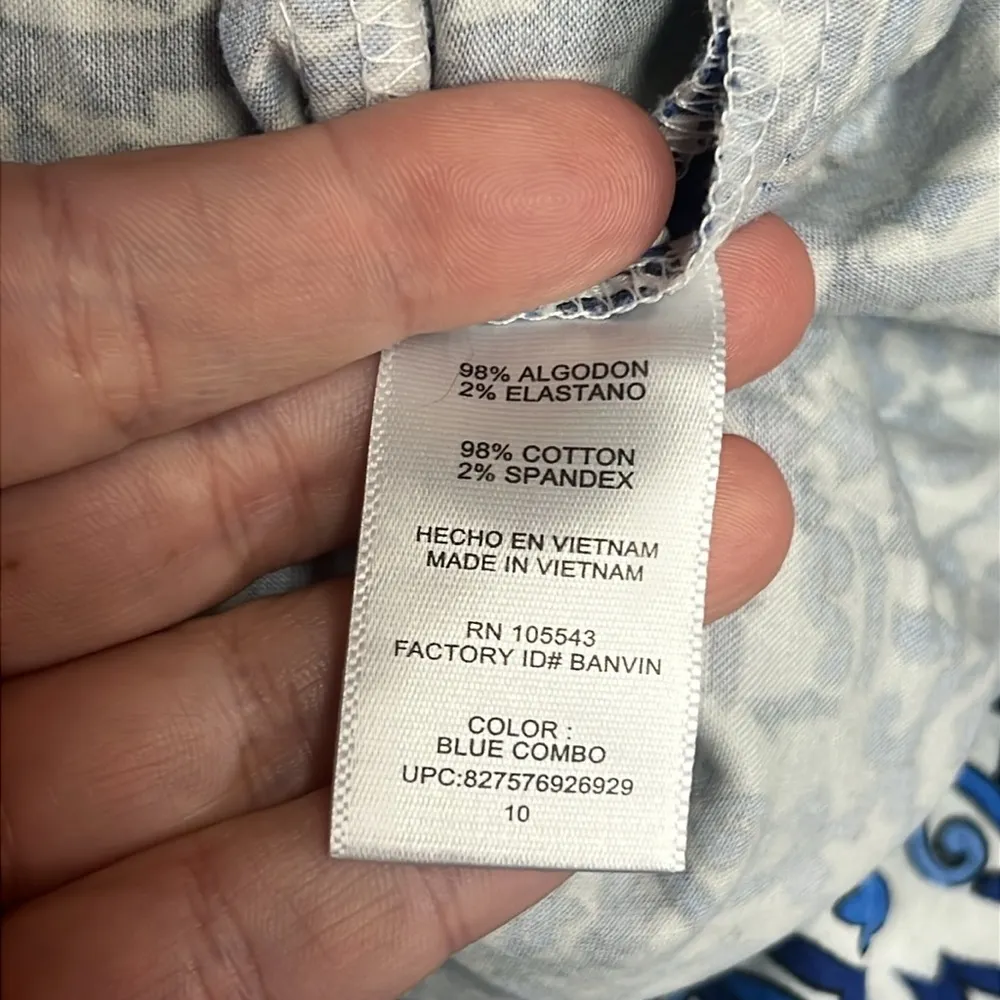 98% ALGODON
2% ELASTANO
98% COTTON
2% SPANDEX
HECHO EN VIETNAM
MADE IN VIETNAM
RN 105543
FACTORY ID# BANVIN
COLOR :
BLUE COMBO
UPC:827576926929
10